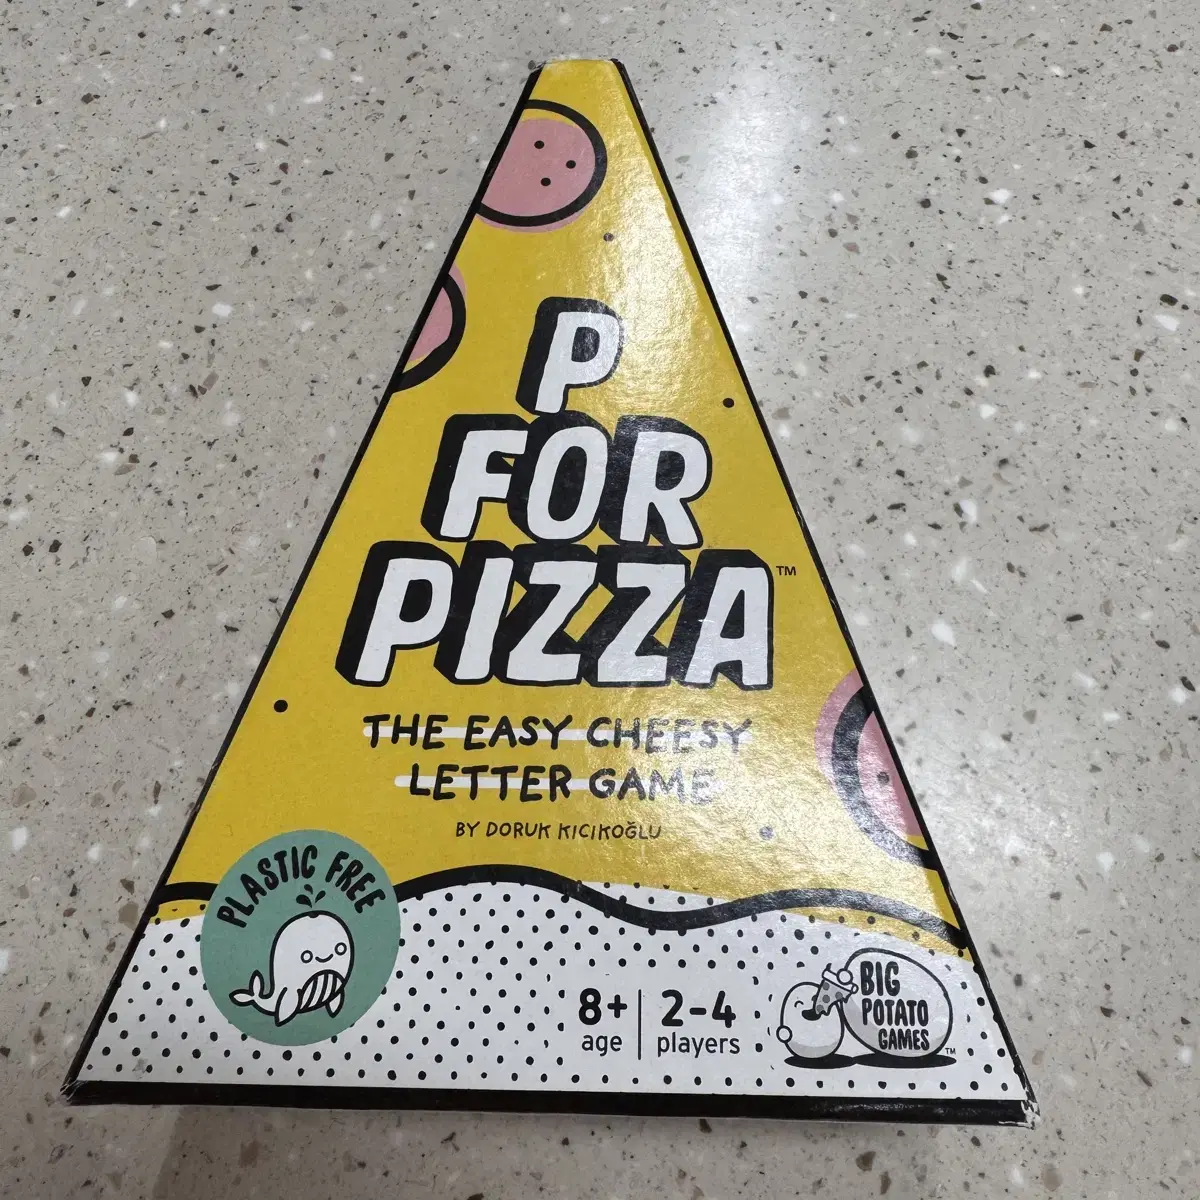 P
FOR
PIZZA™
THE EASY CHEESY
LETTER GAME
BY DORUK KICIKOĞLU
PLASTIC FREE
8+
age
2-4
players
BIG
POTATO
GAMES
TM